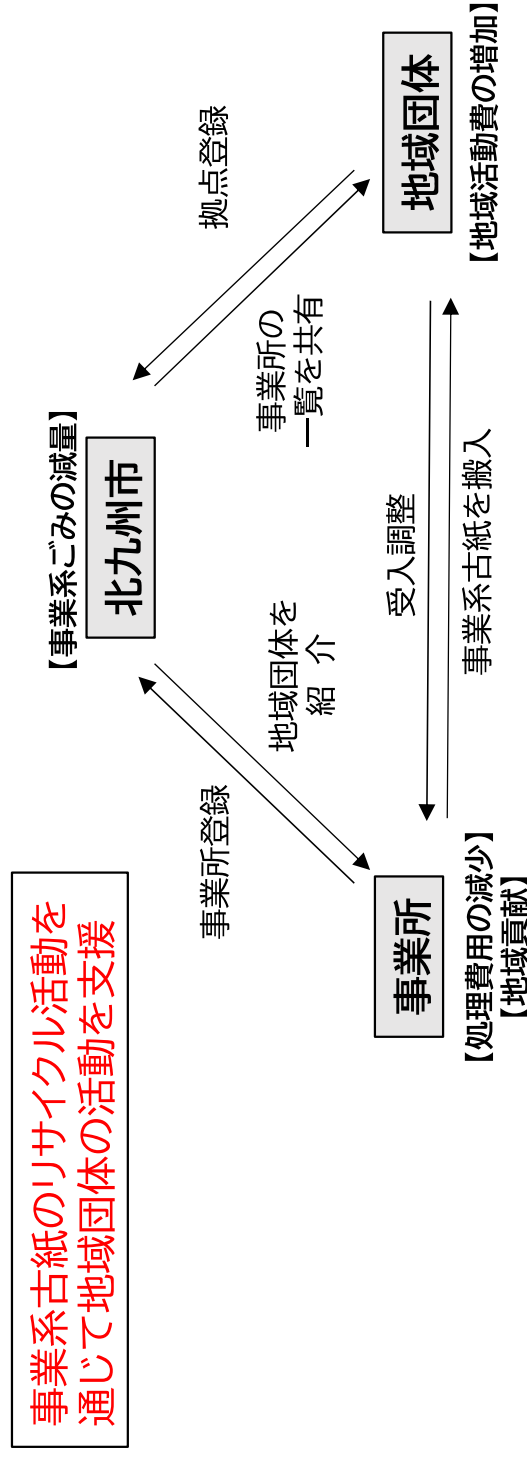 事業系古紙のリサイクル活動を
通じて地域団体の活動を支援
【事業系ごみの減量】
北九州市
事業所登録
地域団体を
紹　介
拠点登録
事業所の
一覧を共有
事業所
【処理費用の減少】
【地域貢献】
受入調整
事業系古紙を搬入
地域団体
【地域活動費の増加】